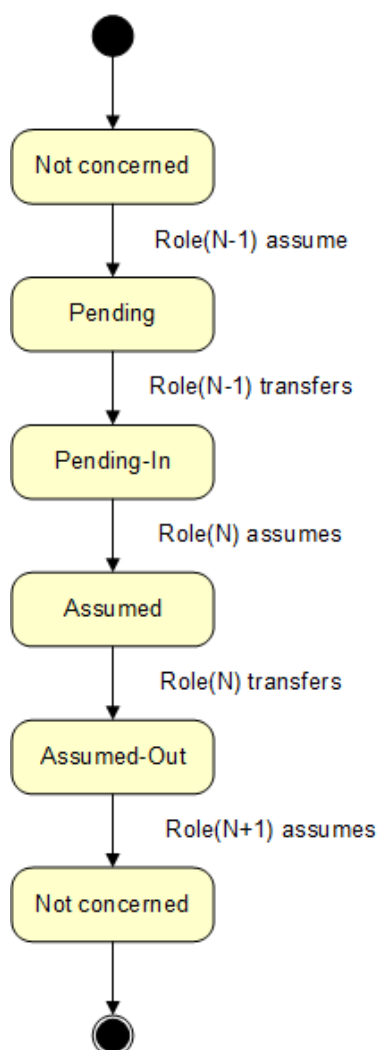 Not concerned
Role(N-1) assume
Pending
Role(N-1) transfers
Pending-In
Role(N) assumes
Assumed
Role(N) transfers
Assumed-Out
Role(N+1) assumes
Not concerned